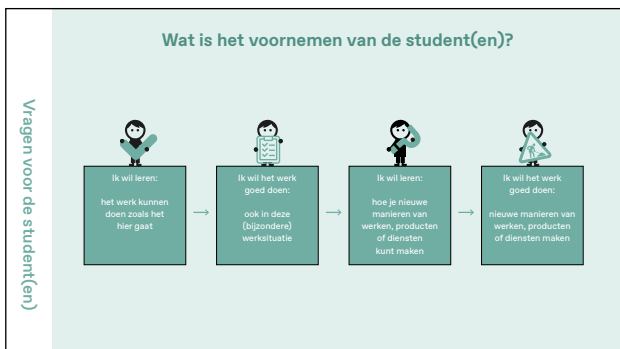 Wat is het voornemen van de student(en)?
Vragen voor de student(en)
Ik wil leren:
het werk kunnen
doen zoals het
hier gaat
Ik wil het werk
goed doen:
ook in deze
(bijzondere)
werksituatie
Ik wil leren:
hoe je nieuwe
manieren van
werken, producten
of diensten
kunt maken
Ik wil het werk
goed doen:
nieuwe manieren van
werken, producten
of diensten maken